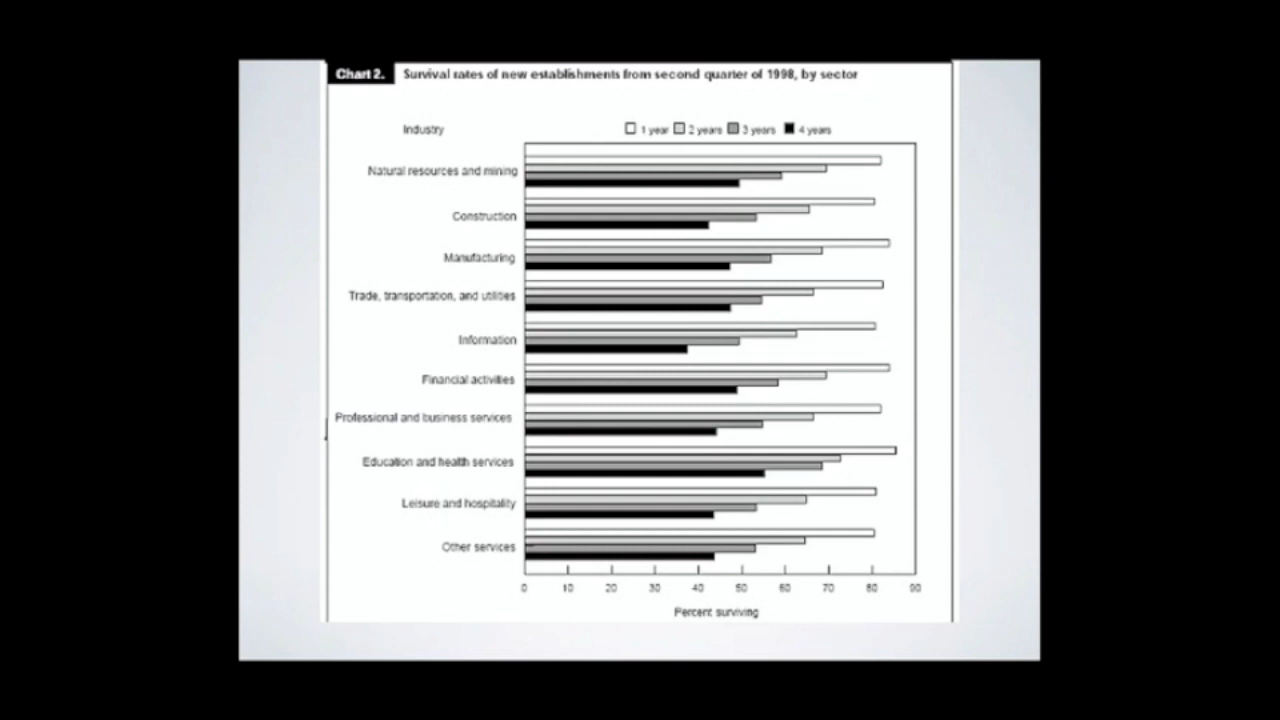 Chart 2. Survival rates of new establishments from second quarter of 1998, by sector
Industry
1 year 2 years 3 years 4 years
Natural resources and mining
Construction
Manufacturing
Trade, transportation, and utilities
Information
Financial activities
Professional and business services
Education and health services
Leisure and hospitality
Other services
0 10 20 30 40 50 60 70 80 90
Percent surviving